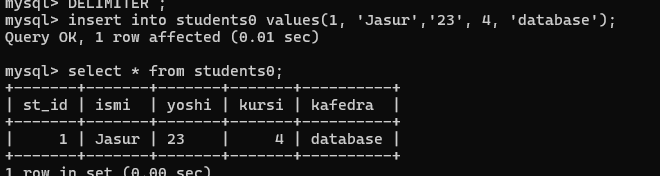 mysql> DELIMITER ;
mysql> insert into students0 values(1, 'Jasur','23', 4, 'database');
Query OK, 1 row affected (0.01 sec)
mysql> select * from students0;
+-------+-------+-------+-------+----------+
| st_id | ismi  | yoshi | kursi | kafedra  |
+-------+-------+-------+-------+----------+
|     1 | Jasur | 23    |     4 | database |
+-------+-------+-------+-------+----------+
1 row in set (0.00 sec)